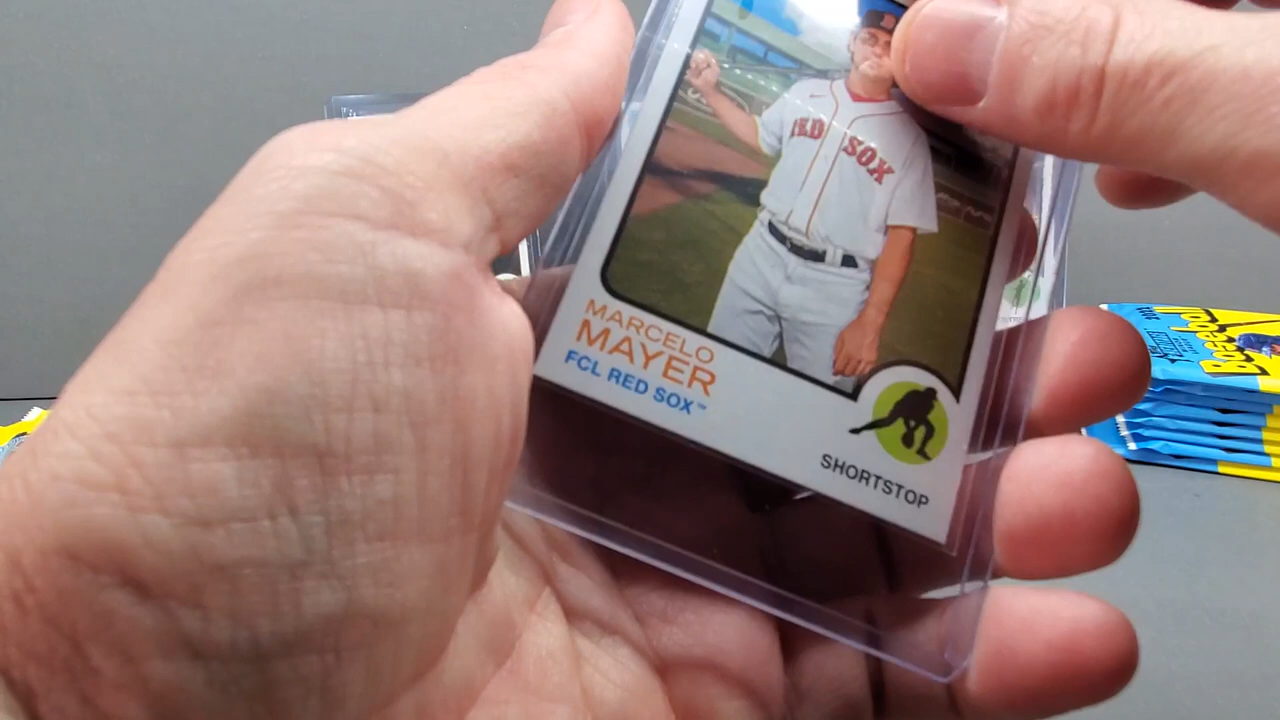 RED SOX
MARCELO
MAYER
FCL RED SOX™
SHORTSTOP
Baseball